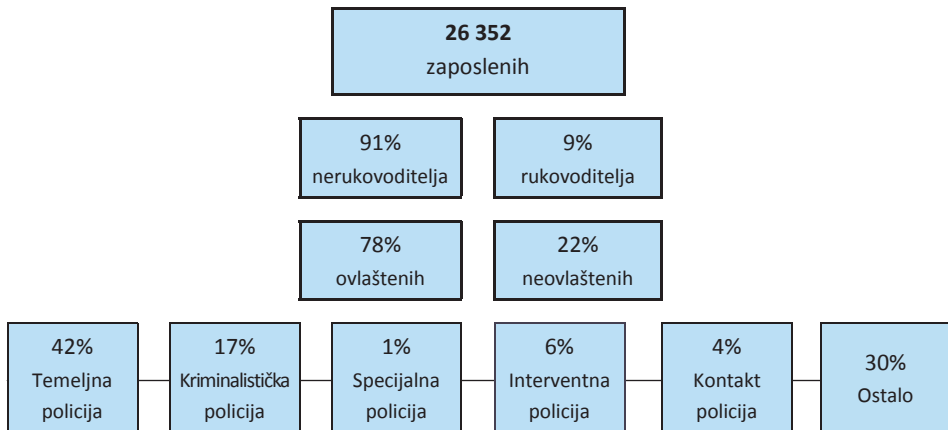 26 352
zaposlenih
91%
nerukovoditelja
9%
rukovoditelja
78%
ovlaštenih
22%
neovlaštenih
42%
Temeljna
policija
17%
Kriminalistička
policija
1%
Specijalna
policija
6%
Interventna
policija
4%
Kontakt
policija
30%
Ostalo